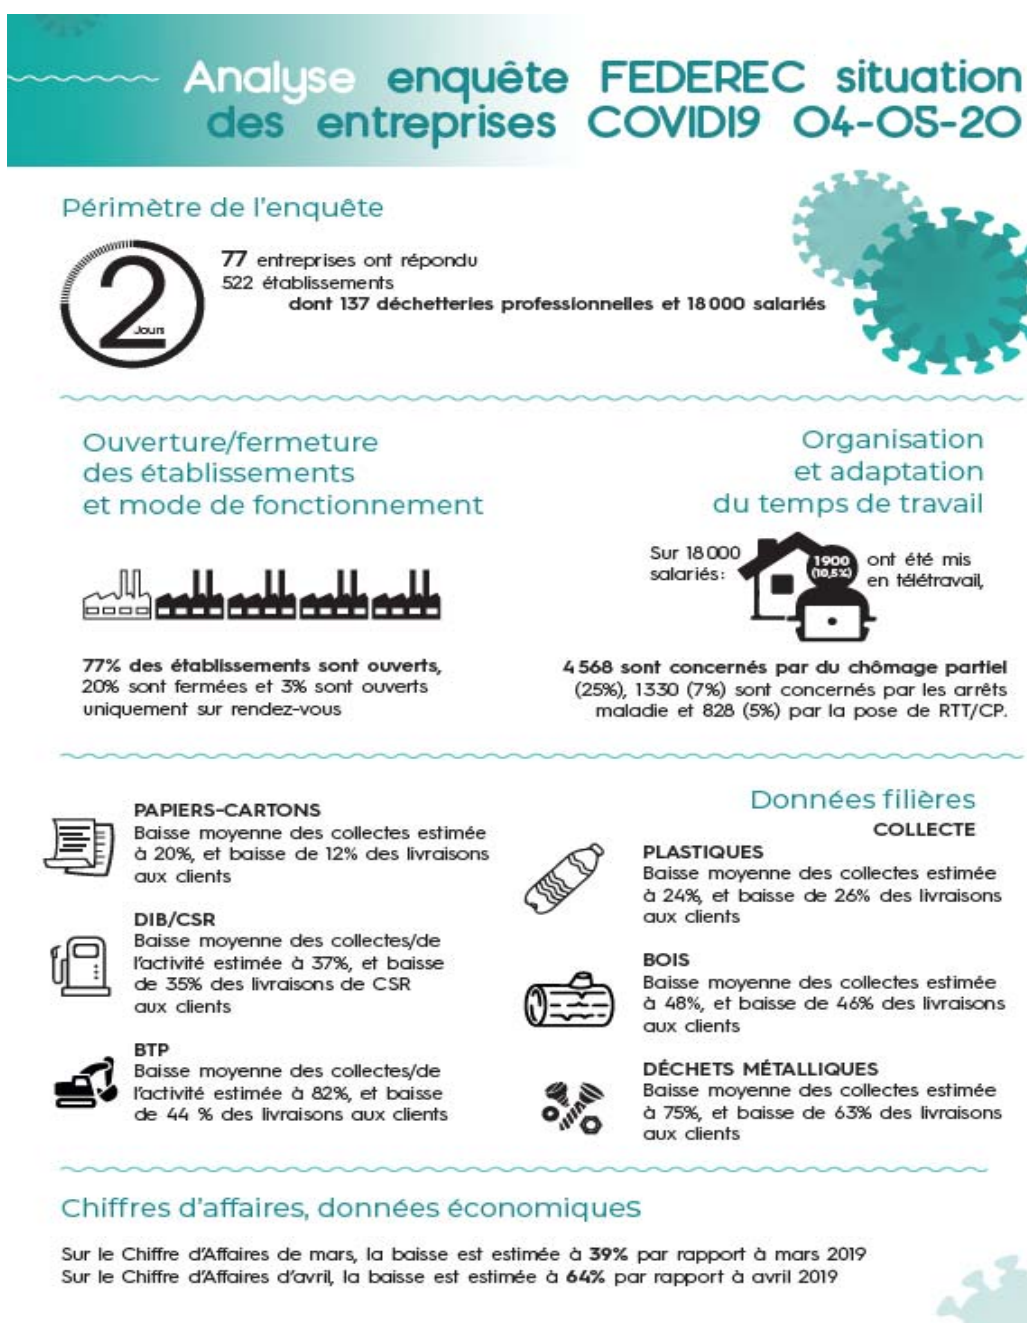 Analyse enquête FEDEREC situation
des entreprises COVID19 04-05-20
Périmètre de l'enquête
2
Jours
77 entreprises ont répondu
522 établissements
dont 137 déchetteries professionnelles et 18 000 salariés
Ouverture/fermeture
des établissements
et mode de fonctionnement
77% des établissements sont ouverts,
20% sont fermées et 3% sont ouverts
uniquement sur rendez-vous
Organisation
et adaptation
du temps de travail
Sur 18 000
salariés:
1900
(10,5%)
ont été mis
en télétravail,
4 568 sont concernés par du chômage partiel
(25%), 1330 (7%) sont concernés par les arrêts
maladie et 828 (5%) par la pose de RTT/CP.
Données filières
COLLECTE
PAPIERS-CARTONS
Baisse moyenne des collectes estimée
à 20%, et baisse de 12% des livraisons
aux clients
DIB/CSR
Baisse moyenne des collectes/de
l'activité estimée à 37%, et baisse
de 35% des livraisons de CSR
aux clients
BTP
Baisse moyenne des collectes/de
l'activité estimée à 82%, et baisse
de 44 % des livraisons aux clients
PLASTIQUES
Baisse moyenne des collectes estimée
à 24%, et baisse de 26% des livraisons
aux clients
BOIS
Baisse moyenne des collectes estimée
à 48%, et baisse de 46% des livraisons
aux clients
DÉCHETS MÉTALLIQUES
Baisse moyenne des collectes estimée
à 75%, et baisse de 63% des livraisons
aux clients
Chiffres d'affaires, données économiques
Sur le Chiffre d'Affaires de mars, la baisse est estimée à 39% par rapport à mars 2019
Sur le Chiffre d'Affaires d'avril, la baisse est estimée à 64% par rapport à avril 2019